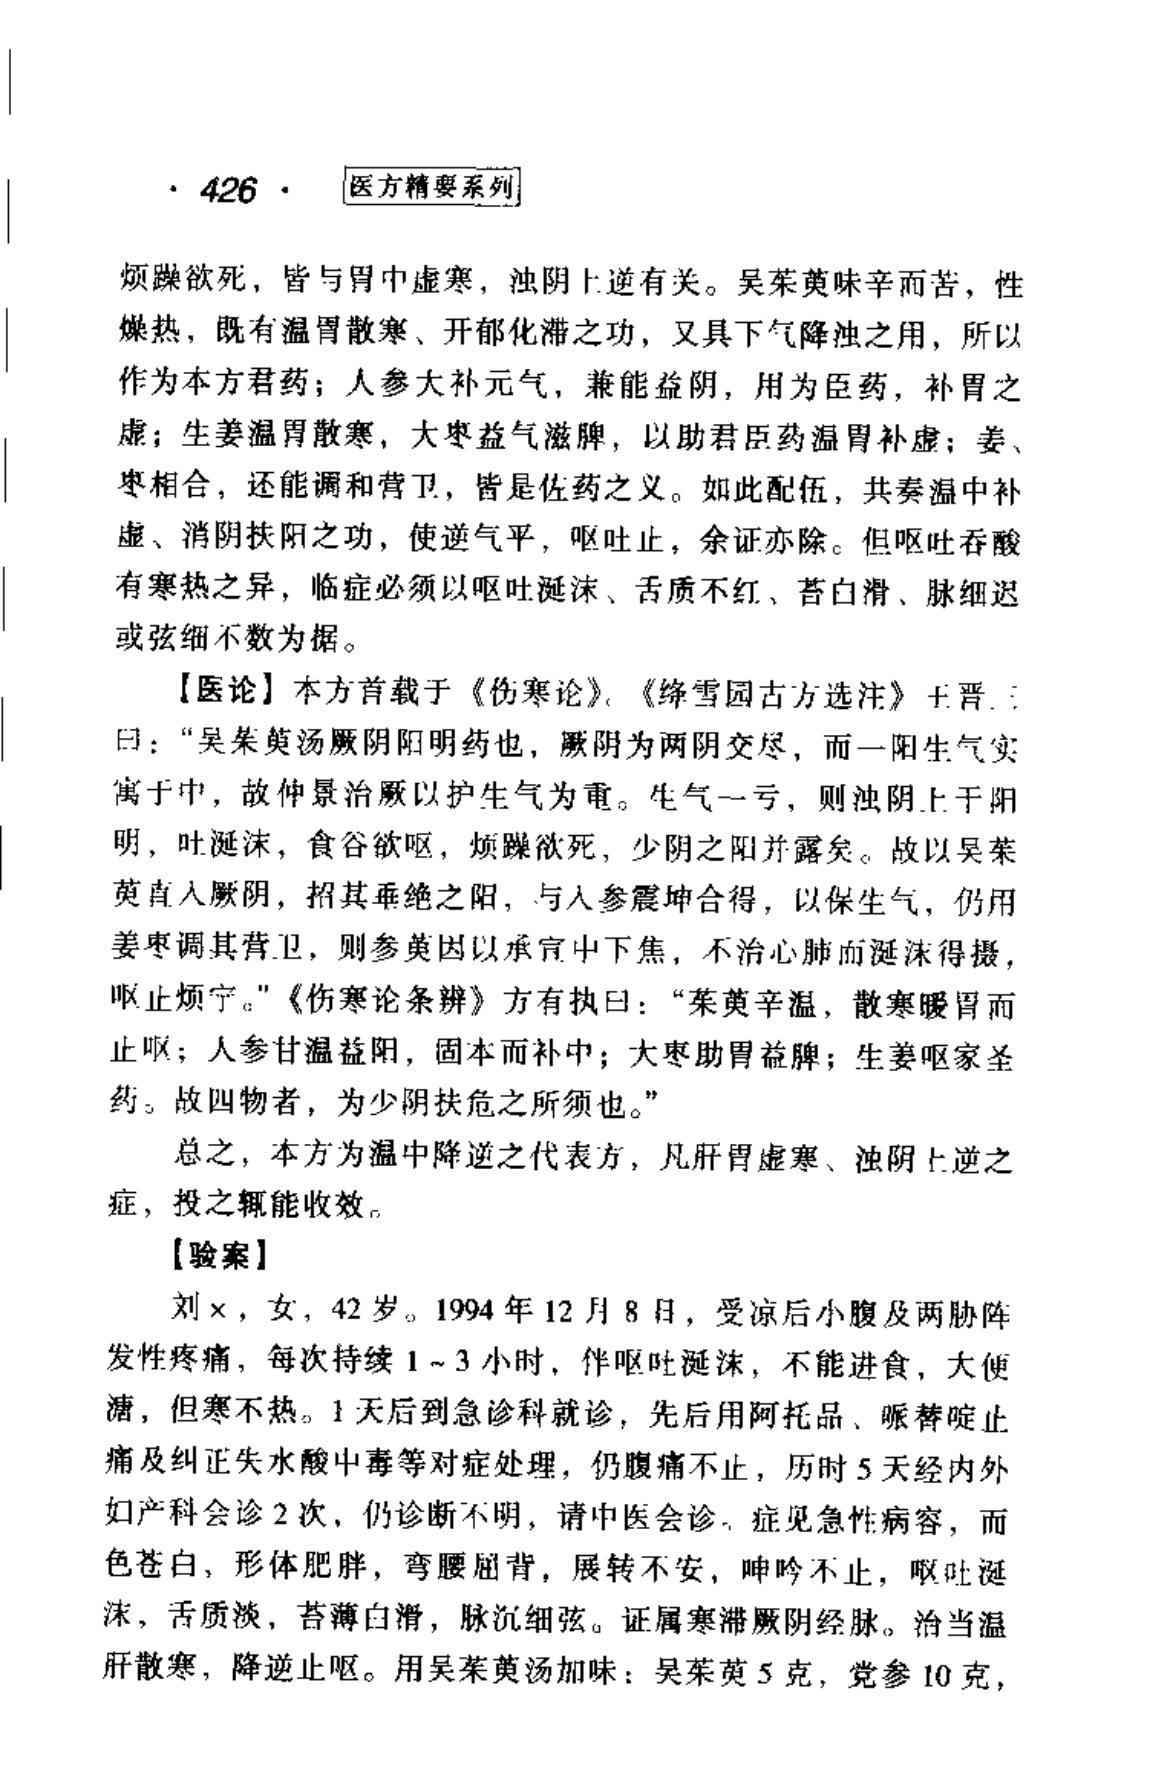 · 426 · 医方精要系列
烦躁欲死，皆与胃中虚寒，浊阴上逆有关。吴茱萸味辛而苦，性
燥热，既有温胃散寒、开郁化滞之功，又具下气降浊之用，所以
作为本方君药；人参大补元气，兼能益阴，用为臣药，补胃之
虚；生姜温胃散寒，大枣益气滋脾，以助君臣药温胃补虚；姜、
枣相合，还能调和营卫，皆是佐药之义。如此配伍，共奏温中补
虚、消阴扶阳之功，使逆气平，呕吐止，余证亦除。但呕吐吞酸
有寒热之异，临症必须以呕吐涎沫、舌质不红、苔白滑、脉细迟
或弦细不数为据。
【医论】本方首载于《伤寒论》。《绛雪园古方选注》王晋三
曰：“吴茱萸汤厥阴阳明药也，厥阴为两阴交尽，而一阳生气实
寓于中，故仲景治厥以护生气为重。生气一亏，则浊阴上干阳
明，吐涎沫，食谷欲呕，烦躁欲死，少阴之阳并露矣。故以吴茱
萸直入厥阴，招其垂绝之阳，与人参震坤合得，以保生气，仍用
姜枣调其营卫，则参萸因以承宣中下焦，不治心肺而涎沫得摄，
呕止烦宁。”《伤寒论条辨》方有执曰：“茱萸辛温，散寒暖胃而
止呕；人参甘温益阳，固本而补中；大枣助胃益脾；生姜呕家圣
药。故四物者，为少阴扶危之所须也。”
总之，本方为温中降逆之代表方，凡肝胃虚寒、浊阴上逆之
症，投之辄能收效。
【验案】
刘×，女，42岁。1994年12月8日，受凉后小腹及两胁阵
发性疼痛，每次持续1~3小时，伴呕吐涎沫，不能进食，大便
溏，但寒不热。1天后到急诊科就诊，先后用阿托品、哌替啶止
痛及纠正失水酸中毒等对症处理，仍腹痛不止，历时5天经内外
妇产科会诊2次，仍诊断不明，请中医会诊。症见急性病容，面
色苍白，形体肥胖，弯腰屈背，展转不安，呻吟不止，呕吐涎
沫，舌质淡，苔薄白滑，脉沉细弦。证属寒滞厥阴经脉。治当温
肝散寒，降逆止呕。用吴茱萸汤加味：吴茱萸5克，党参10克，